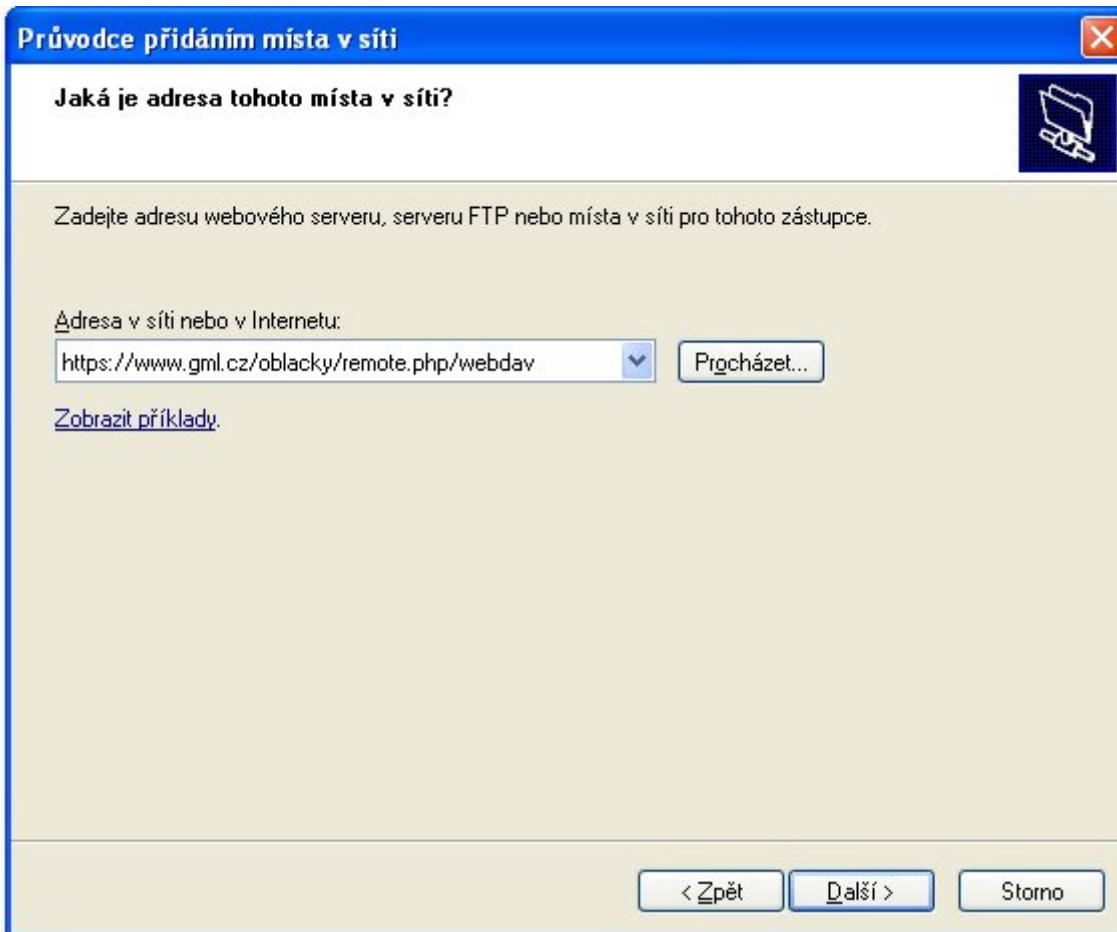 Průvodce přidáním místa v síti
Jaká je adresa tohoto místa v síti?
Zadejte adresu webového serveru, serveru FTP nebo místa v síti pro tohoto zástupce.
Adresa v síti nebo v Internetu:
https://www.gml.cz/oblacky/remote.php/webdav
Procházet...
Zobrazit příklady.
< Zpět
Další >
Storno